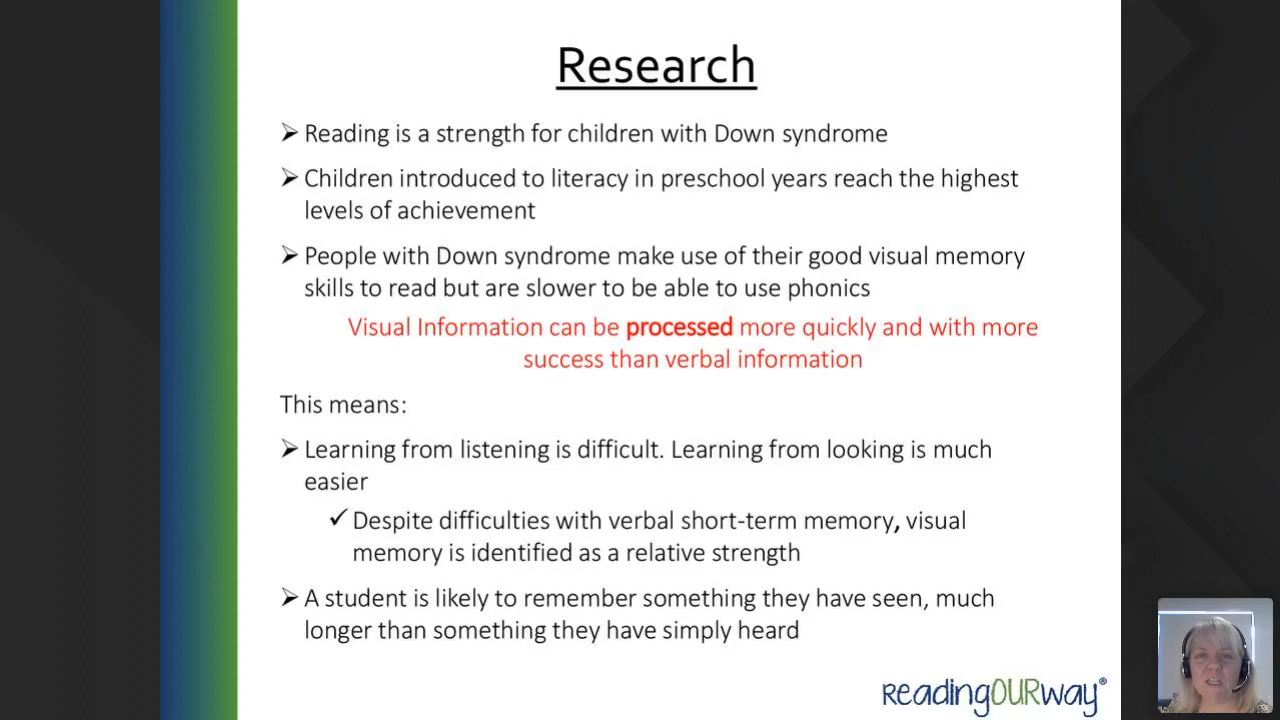 Research
➢ Reading is a strength for children with Down syndrome
➢ Children introduced to literacy in preschool years reach the highest
levels of achievement
➢ People with Down syndrome make use of their good visual memory
skills to read but are slower to be able to use phonics
Visual Information can be processed more quickly and with more
success than verbal information
This means:
➢ Learning from listening is difficult. Learning from looking is much
easier
✓ Despite difficulties with verbal short-term memory, visual
memory is identified as a relative strength
➢ A student is likely to remember something they have seen, much
longer than something they have simply heard
readingOURway®